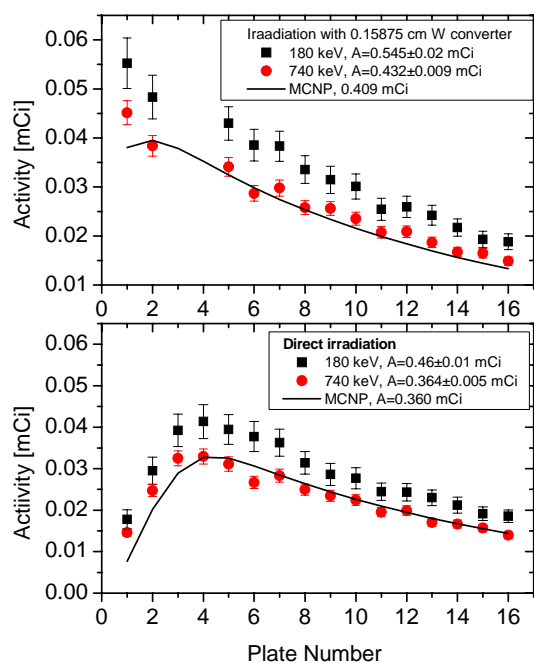 0.06
0.05
0.04
0.03
0.02
0.01
Activity [mCi]
Iraadiation with 0.15875 cm W converter
180 keV, A=0.545±0.02 mCi
740 keV, A=0.432±0.009 mCi
MCNP, 0.409 mCi
0 2 4 6 8 10 12 14 16
0.06
0.05
0.04
0.03
0.02
0.01
0.00
Actiivity [mCi]
Direct irradiation
180 keV, A=0.46±0.01 mCi
740 keV, A=0.364±0.005 mCi
MCNP, A=0.360 mCi
0 2 4 6 8 10 12 14 16
Plate Number